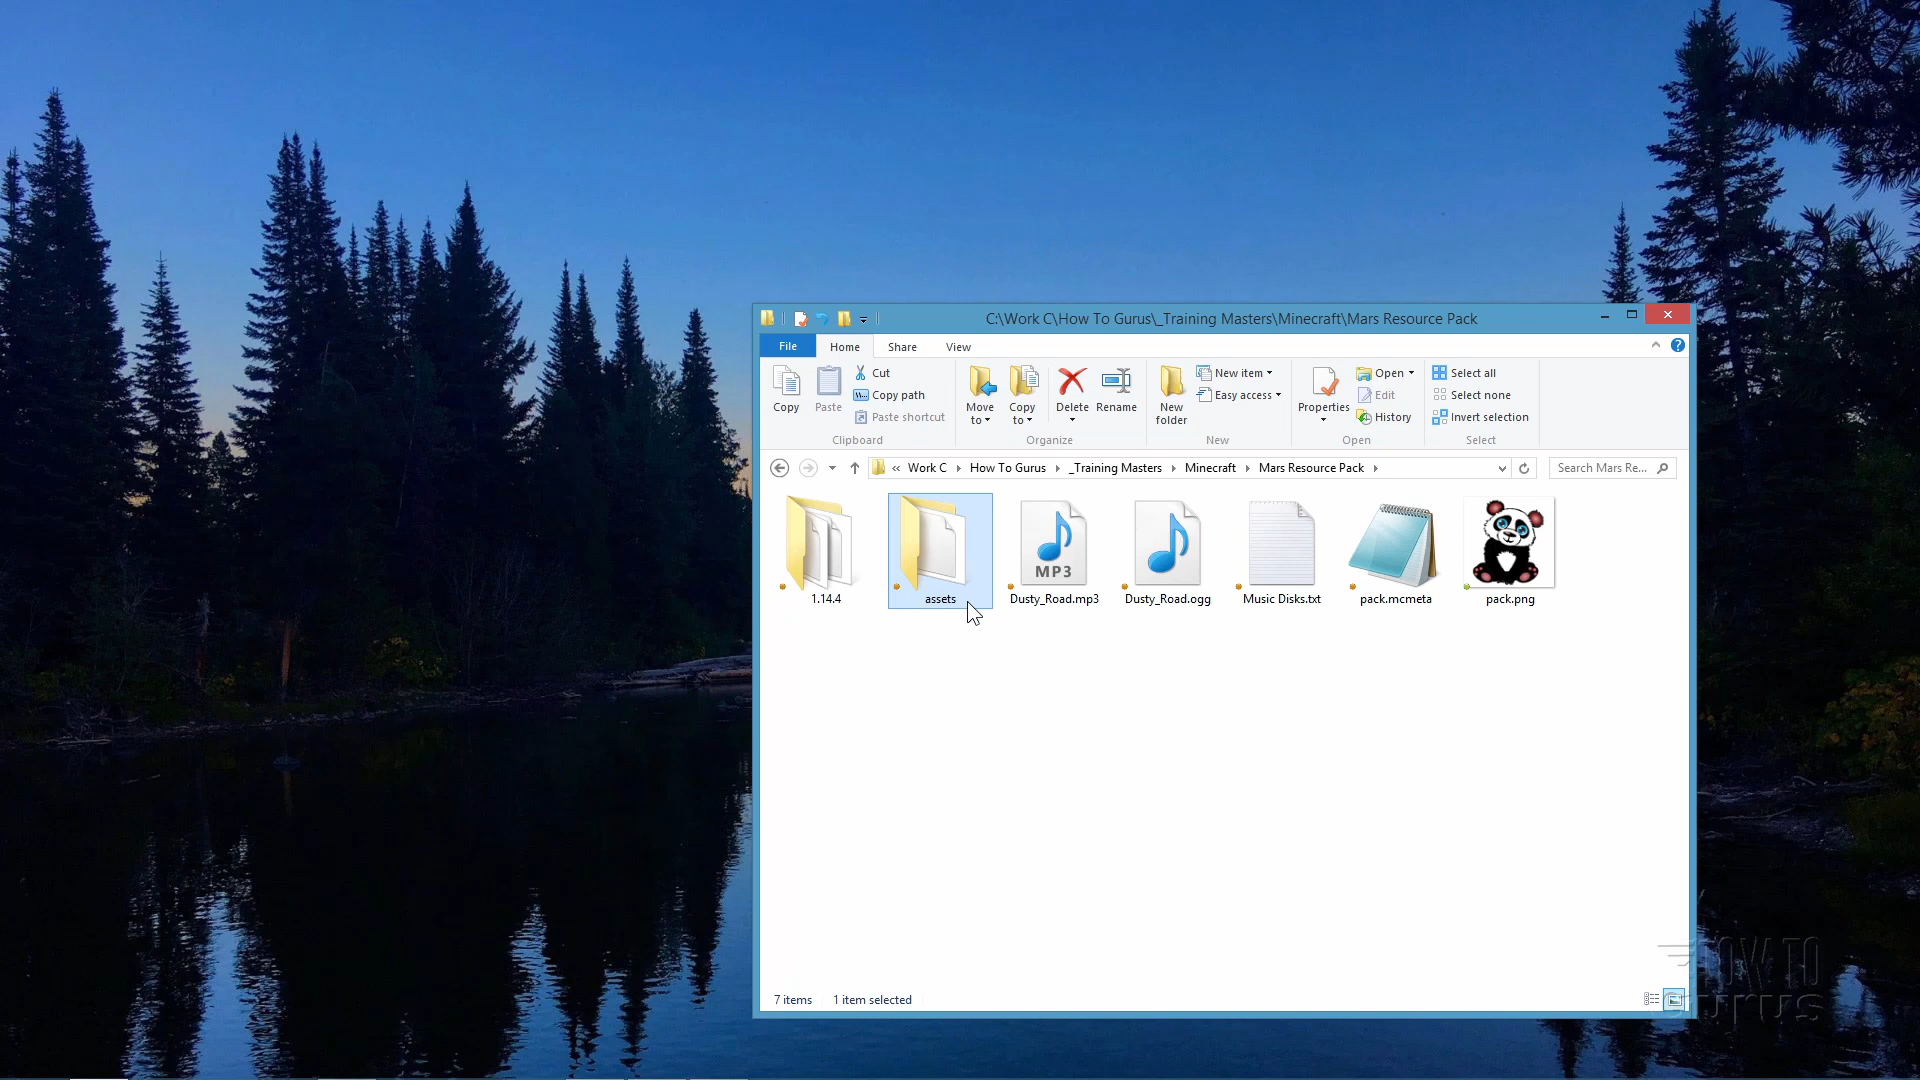 C:\Work C\How To Gurus\_Training Masters\Minecraft\Mars Resource Pack
File Home Share View
Copy
Paste
Cut
Copy path
Paste shortcut
Clipboard
Move to
Copy to
Delete
Rename
Organize
New folder
New item
Easy access
New
Properties
Open
Edit
History
Open
Select all
Select none
Invert selection
Select
« Work C How To Gurus _Training Masters Minecraft Mars Resource Pack
Search Mars Re...
MP3
1.14.4
assets
Dusty_Road.mp3
Dusty_Road.ogg
Music Disks.txt
pack.mcmeta
pack.png
7 items 1 item selected
HOW TO
GURUS